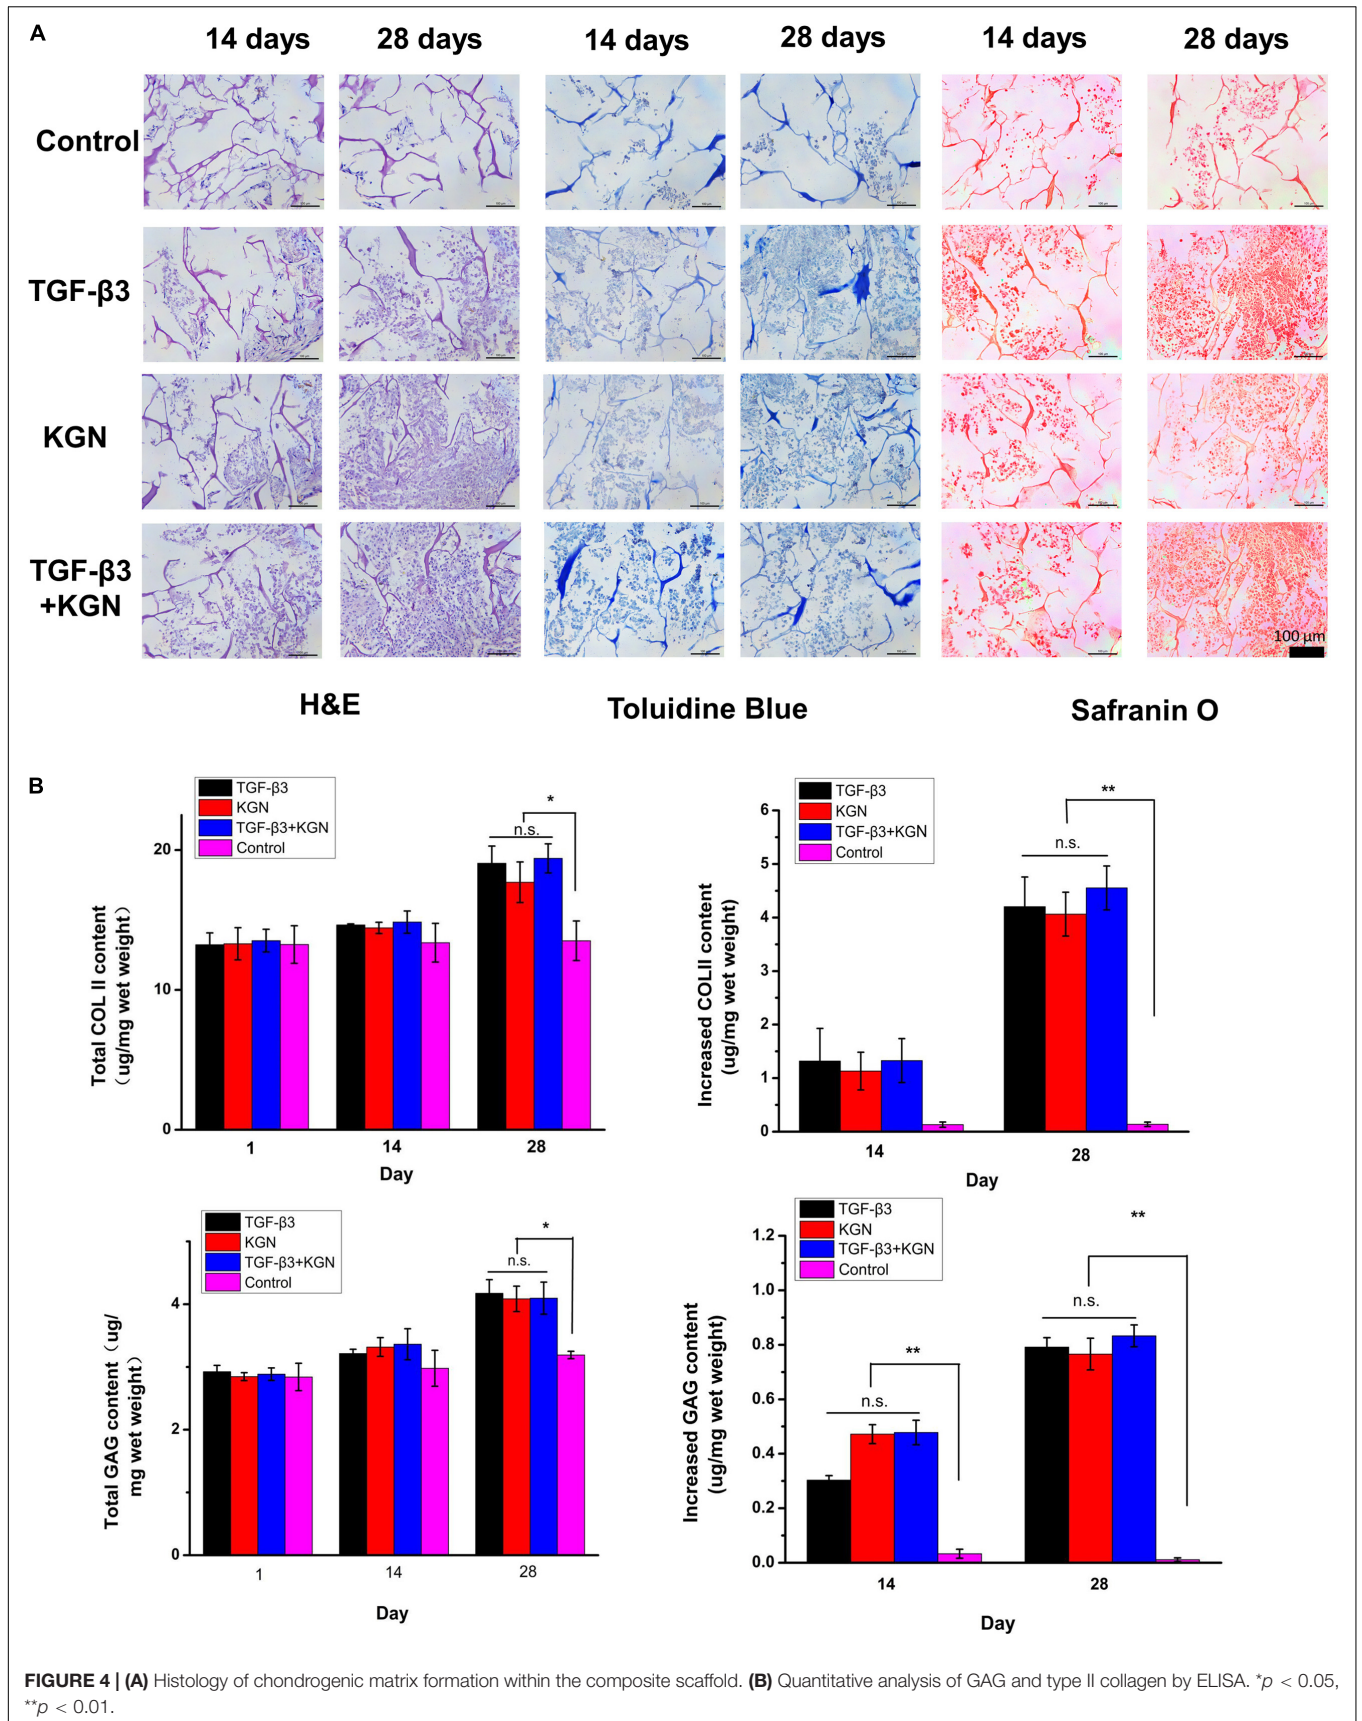 A
14 days 28 days 14 days 28 days 14 days 28 days
Control
TGF-β3
KGN
TGF-β3
+KGN
100 μm
H&E Toluidine Blue Safranin O
B
TGF-β3
KGN
TGF-β3+KGN
Control
*
n.s.
20
10
0
Total COL II content
（ug/mg wet weight）
1 14 28
Day
TGF-β3
KGN
TGF-β3+KGN
Control
**
n.s.
6
5
4
3
2
1
0
Increased COLII content
(ug/mg wet weight)
14 28
Day
TGF-β3
KGN
TGF-β3+KGN
Control
*
n.s.
4
2
0
Total GAG content（ug/
mg wet weight）
1 14 28
Day
TGF-β3
KGN
TGF-β3+KGN
Control
**
n.s.
**
n.s.
1.2
1.0
0.8
0.6
0.4
0.2
0.0
Increased GAG content
(ug/mg wet weight)
14 28
Day
FIGURE 4 | (A) Histology of chondrogenic matrix formation within the composite scaffold. (B) Quantitative analysis of GAG and type II collagen by ELISA. *p < 0.05,
**p < 0.01.